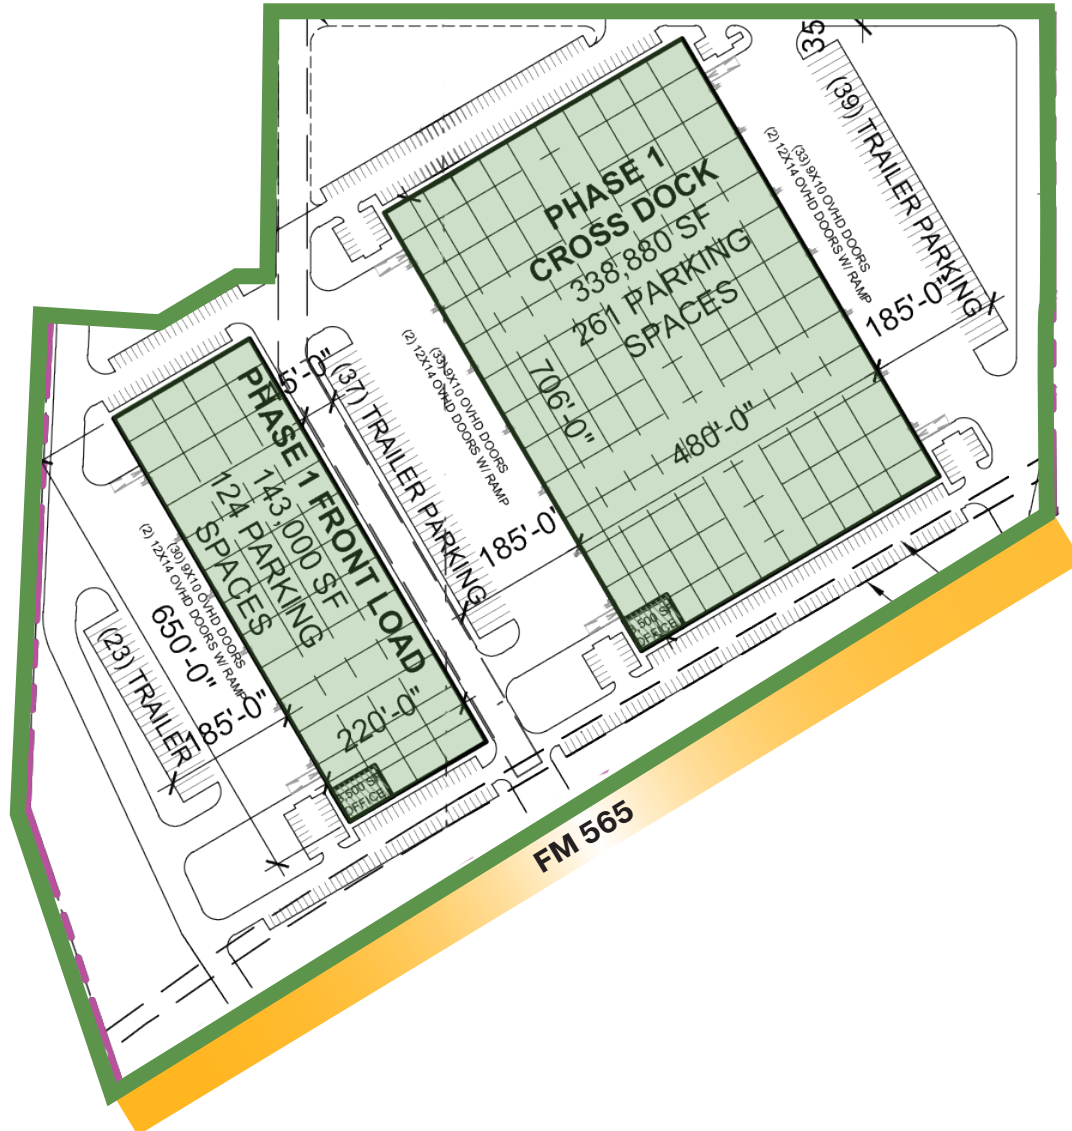 35
(39) TRAILER PARKING
(33) 9X10 OVHD DOORS
(2) 12X14 OVHD DOORS W/ RAMP
185'-0"
PHASE 1
CROSS DOCK
338,880 SF
261 PARKING
SPACES
706'-0"
480'-0"
OFFICE
(33) 9X10 OVHD DOORS
(2) 12X14 OVHD DOORS W/ RAMP
185'-0"
5'-0"
(37) TRAILER PARKING
PHASE 1 FRONT LOAD
143,000 SF
124 PARKING
SPACES
220'-0"
3,500 SF
OFFICE
(30) 9X10 OVHD DOORS
(2) 12X14 OVHD DOORS W/ RAMP
650'-0"
185'-0"
(23) TRAILER
FM 565